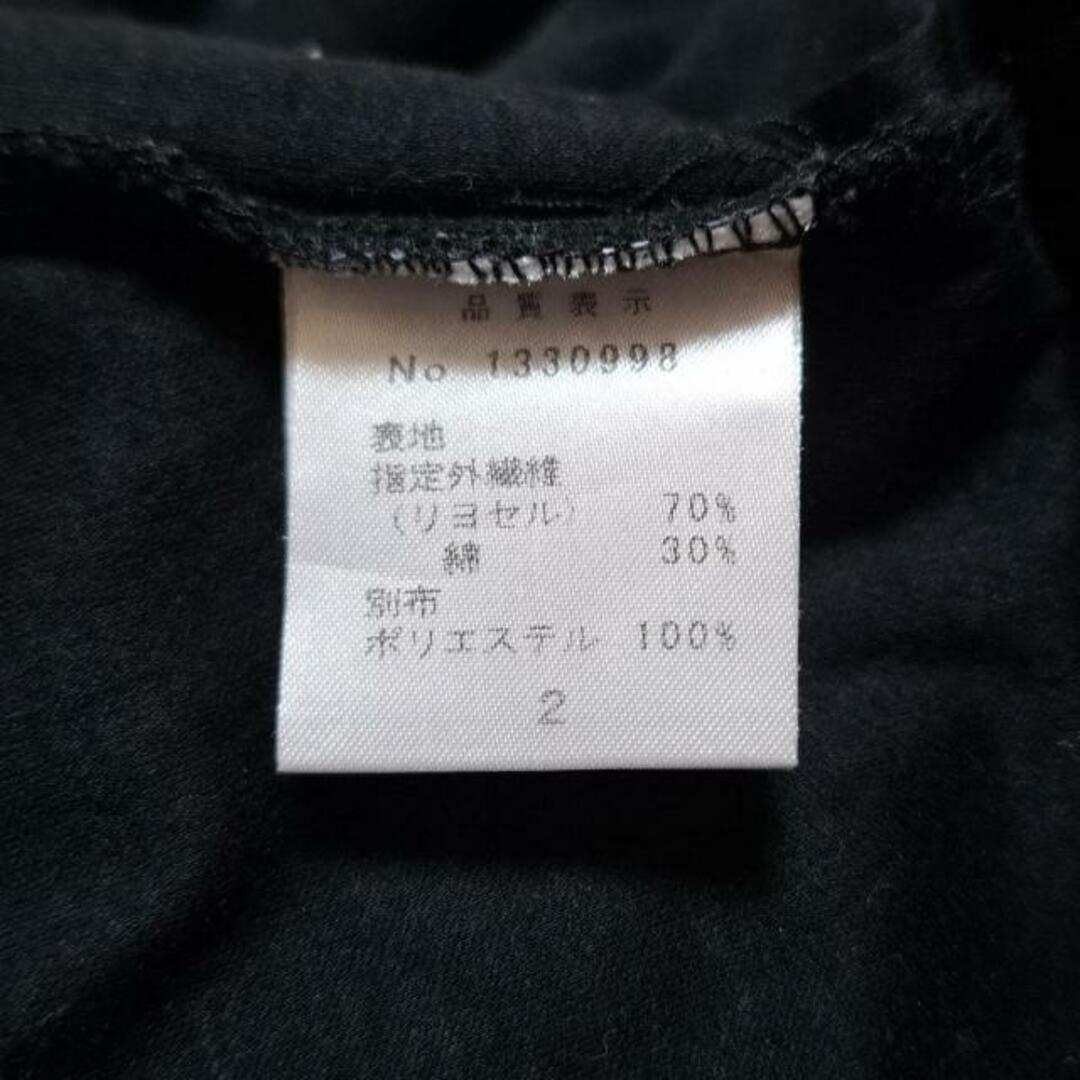 品質表示
No 1330998
表地
指定外繊維
（リヨセル） 70%
綿 30%
別布
ポリエステル 100%
2